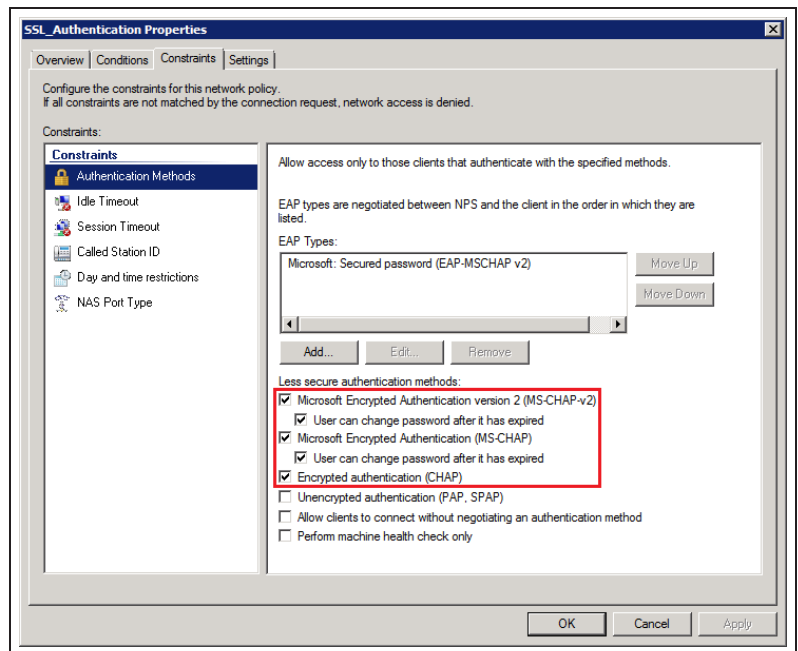 SSL_Authentication Properties
Overview
Conditions
Constraints
Settings
Configure the constraints for this network policy.
If all constraints are not matched by the connection request, network access is denied.
Constraints:
Constraints
Authentication Methods
Idle Timeout
Session Timeout
Called Station ID
Day and time restrictions
NAS Port Type
Allow access only to those clients that authenticate with the specified methods.
EAP types are negotiated between NPS and the client in the order in which they are
listed.
EAP Types:
Microsoft: Secured password (EAP-MSCHAP v2)
Move Up
Move Down
Add...
Edit...
Remove
Less secure authentication methods:
Microsoft Encrypted Authentication version 2 (MS-CHAP-v2)
User can change password after it has expired
Microsoft Encrypted Authentication (MS-CHAP)
User can change password after it has expired
Encrypted authentication (CHAP)
Unencrypted authentication (PAP, SPAP)
Allow clients to connect without negotiating an authentication method
Perform machine health check only
OK
Cancel
Apply